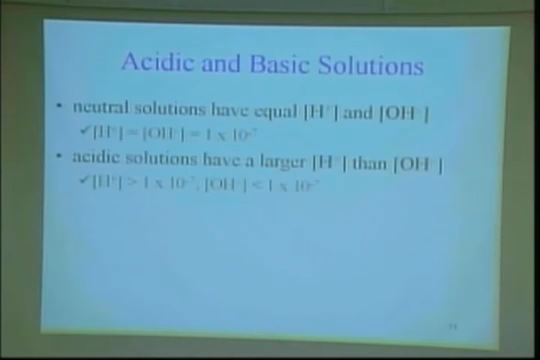 Acidic and Basic Solutions
• neutral solutions have equal [H⁺] and [OH⁻]
✓[H⁺] = [OH⁻] = 1 x 10⁻⁷
• acidic solutions have a larger [H⁺] than [OH⁻]
✓[H⁺] > 1 x 10⁻⁷, [OH⁻] < 1 x 10⁻⁷